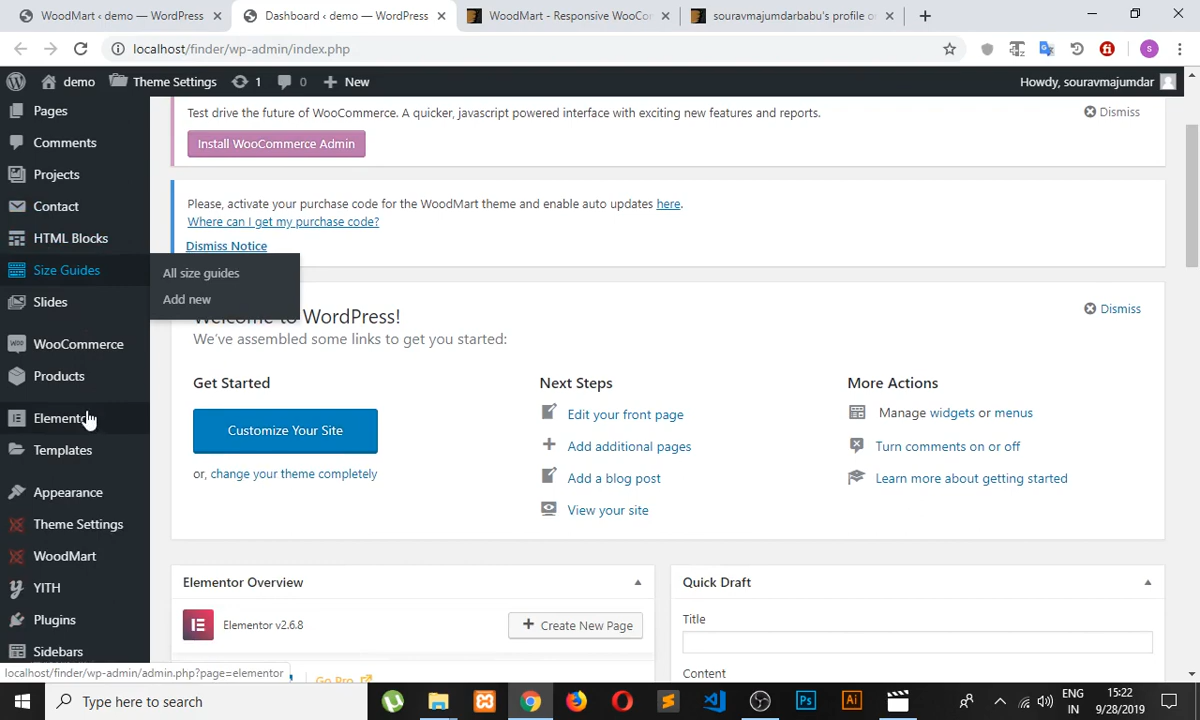 WoodMart ‹ demo — WordPress
Dashboard ‹ demo — WordPress
WoodMart - Responsive WooCom
souravmajumdarbabu's profile on
localhost/finder/wp-admin/index.php
S
demo
Theme Settings
1
0
New
Howdy, souravmajumdar
Pages
Comments
Projects
Contact
HTML Blocks
Size Guides
All size guides
Add new
Slides
WooCommerce
Products
Elementor
Templates
Appearance
Theme Settings
WoodMart
YITH
Plugins
Sidebars
Test drive the future of WooCommerce. A quicker, javascript powered interface with exciting new features and reports.
Dismiss
Install WooCommerce Admin
Please, activate your purchase code for the WoodMart theme and enable auto updates here.
Where can I get my purchase code?
Dismiss Notice
Welcome to WordPress!
Dismiss
We've assembled some links to get you started:
Get Started
Customize Your Site
or, change your theme completely
Next Steps
Edit your front page
Add additional pages
Add a blog post
View your site
More Actions
Manage widgets or menus
Turn comments on or off
Learn more about getting started
Elementor Overview
Elementor v2.6.8
Create New Page
Go Pro
Quick Draft
Title
Content
localhost/finder/wp-admin/admin.php?page=elementor
Type here to search
ENG
IN
15:22
9/28/2019